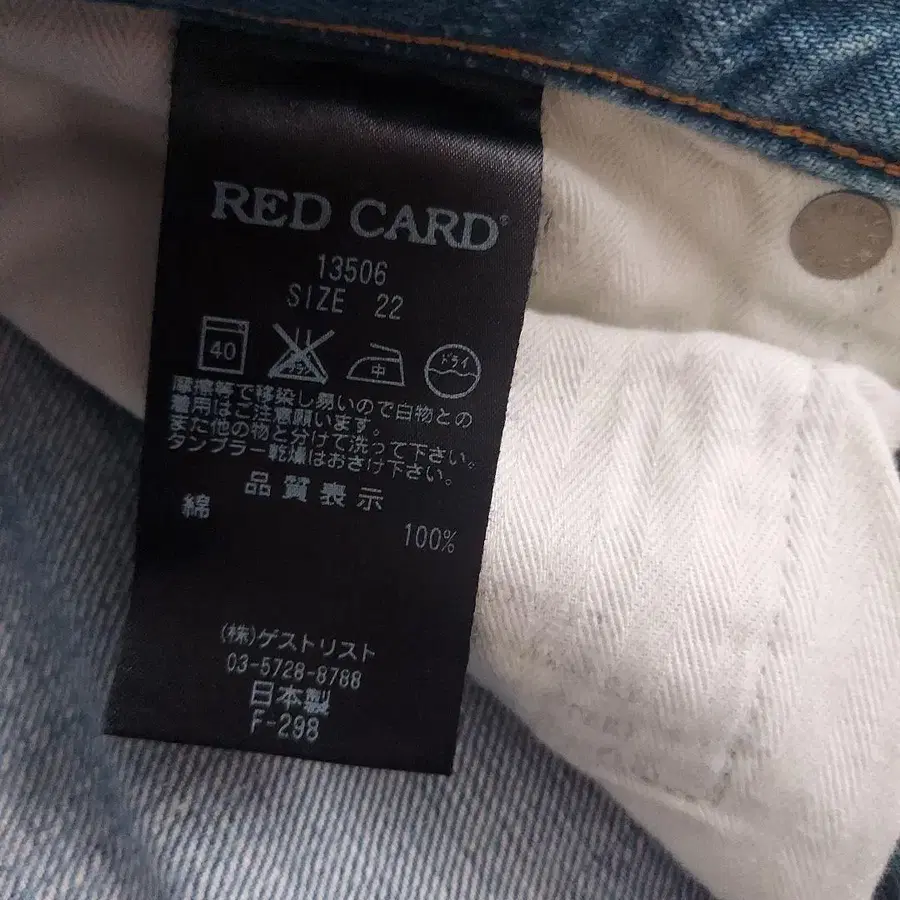 RED CARD®
13506
SIZE 22
40 中 ドライ
摩擦等で移染し易いので白物との
着用はご注意願います。
また他の物と分けて洗って下さい。
タンブラー乾燥はおさけ下さい。
品質表示
綿 100%
(株)ゲストリスト
03-5728-8788
日本製
F-298